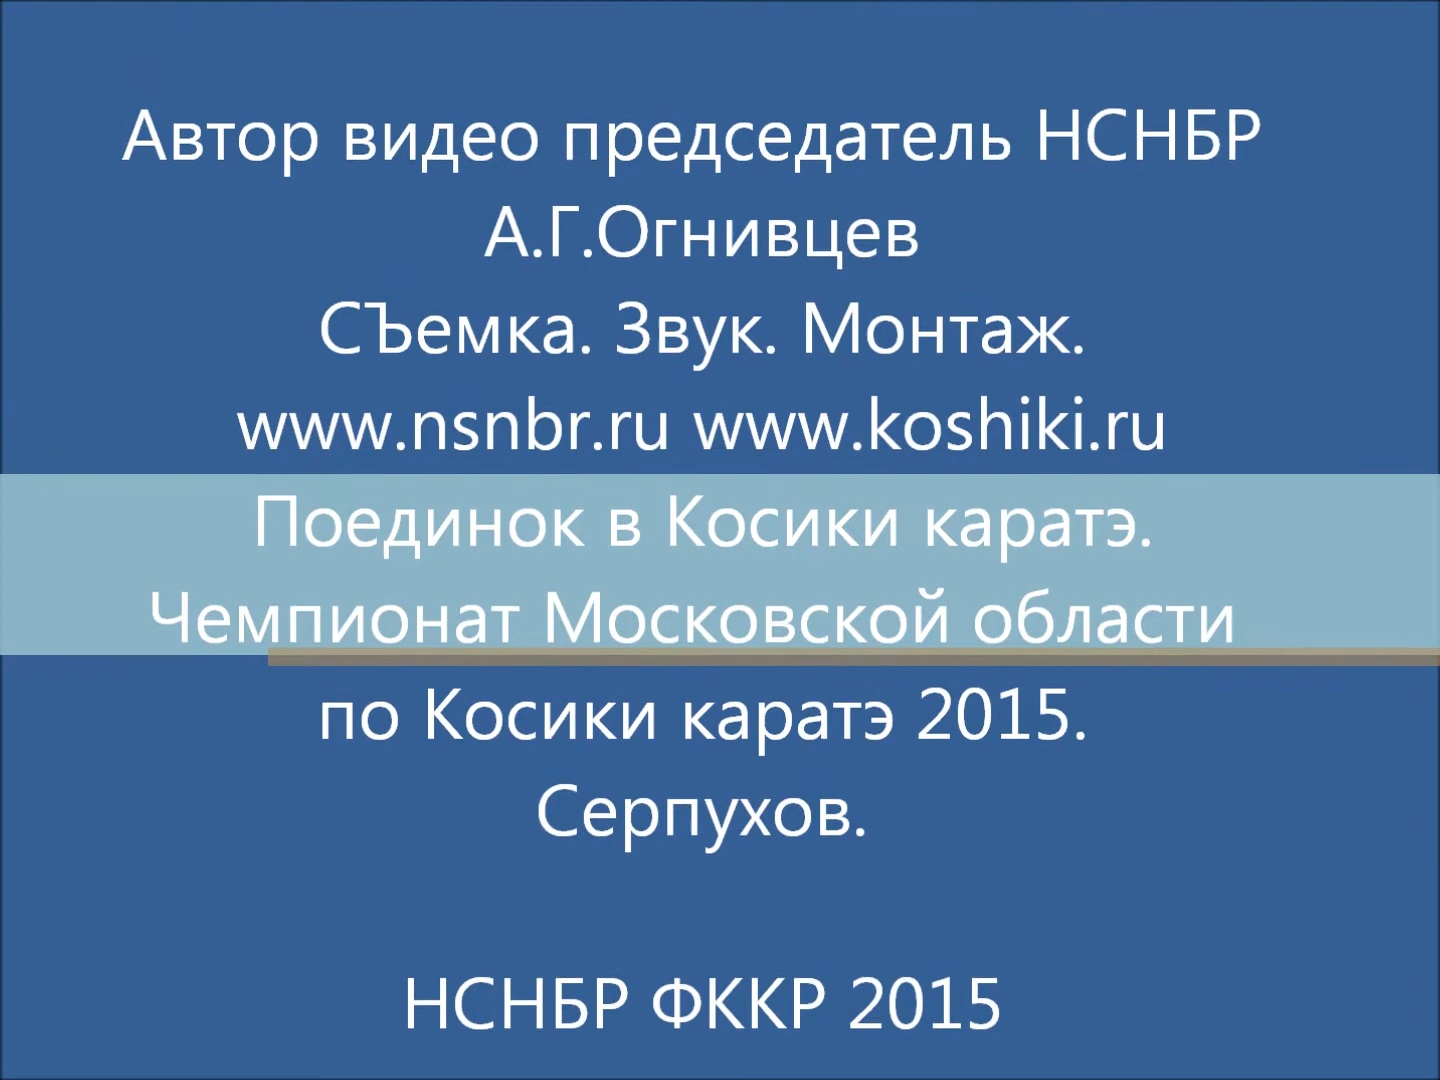 Автор видео председатель НСНБР
А.Г.Огнивцев
СЪемка. Звук. Монтаж.
www.nsnbr.ru www.koshiki.ru
Поединок в Косики каратэ.
Чемпионат Московской области
по Косики каратэ 2015.
Серпухов.
НСНБР ФККР 2015